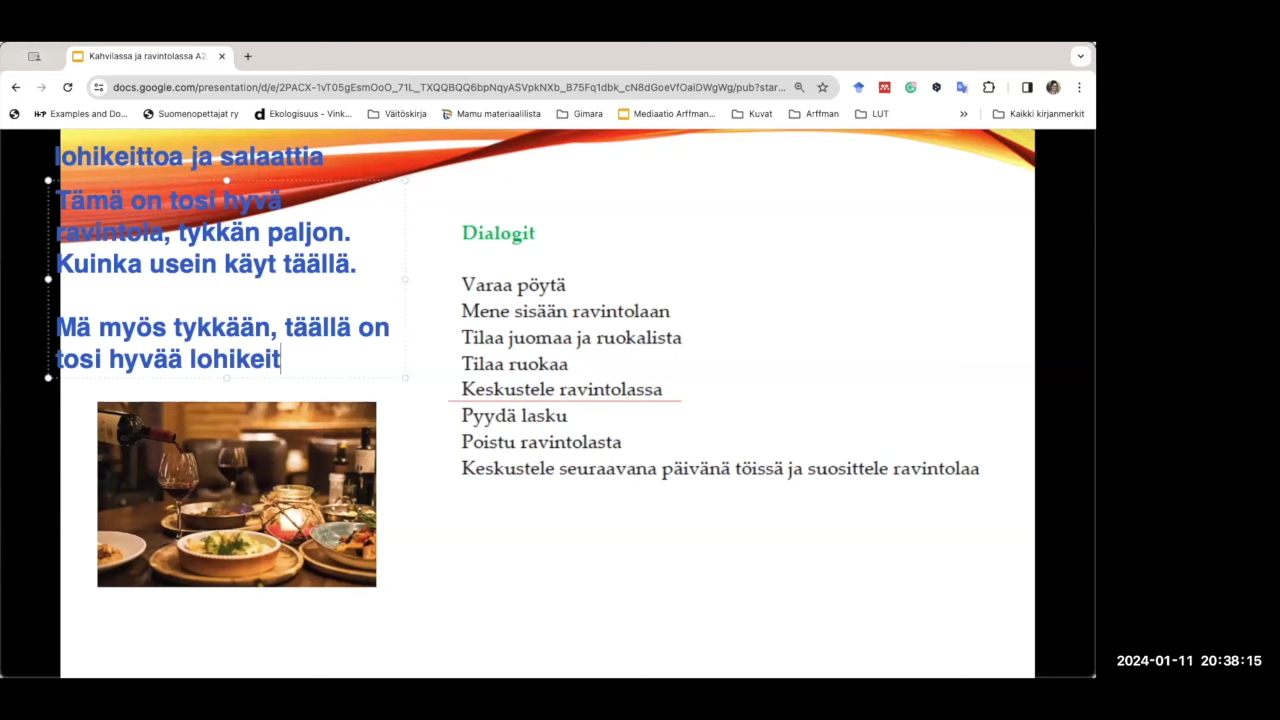 Kahvilassa ja ravintolassa A2
docs.google.com/presentation/d/e/2PACX-1vT05gEsmOoO_71L_TXQQBQQ6bpNqyASVpkNXb_B75Fq1dbk_cN8dGoeVfOaiDWgWg/pub?star...
Examples and Do...
Suomenopettajat ry
Ekologisuus - Vink...
Väitöskirja
Mamu materiaalilista
Gimara
Mediaatio Arffman...
Kuvat
Arffman
LUT
Kaikki kirjanmerkit
lohikeittoa ja salaattia
Tämä on tosi hyvä
ravintola, tykkän paljon.
Kuinka usein käyt täällä.
Mä myös tykkään, täällä on
tosi hyvää lohikeit
Dialogit
Varaa pöytä
Mene sisään ravintolaan
Tilaa juomaa ja ruokalista
Tilaa ruokaa
Keskustele ravintolassa
Pyydä lasku
Poistu ravintolasta
Keskustele seuraavana päivänä töissä ja suosittele ravintolaa
2024-01-11 20:38:15